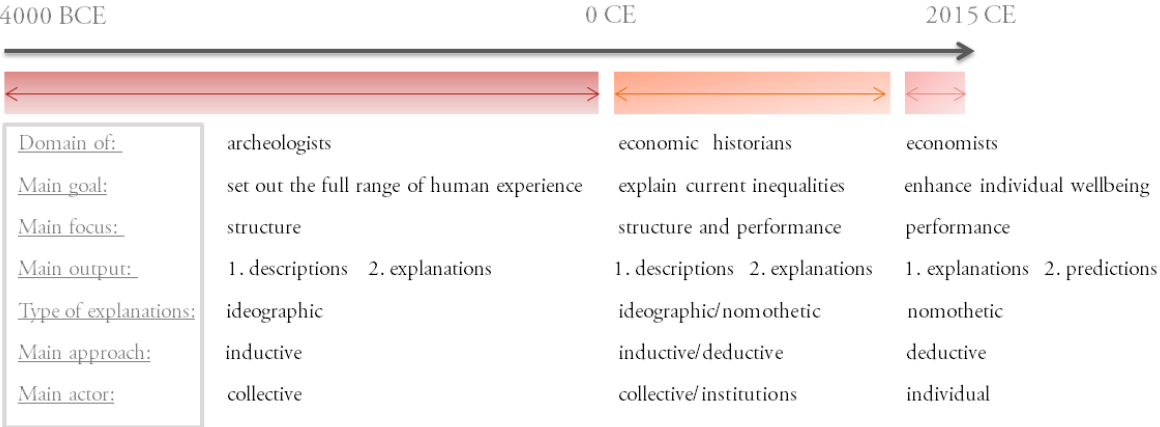 4000 BCE 0 CE 2015 CE
Domain of: archeologists economic historians economists
Main goal: set out the full range of human experience explain current inequalities enhance individual wellbeing
Main focus: structure structure and performance performance
Main output: 1. descriptions 2. explanations 1. descriptions 2. explanations 1. explanations 2. predictions
Type of explanations: ideographic ideographic/nomothetic nomothetic
Main approach: inductive inductive/deductive deductive
Main actor: collective collective/institutions individual